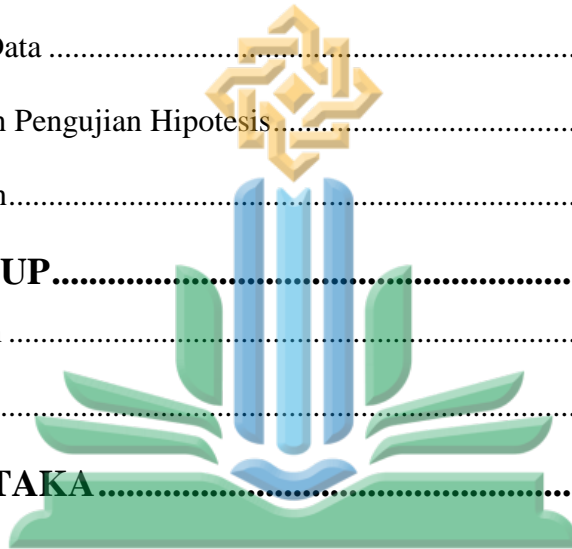 Data ..........................................................
n Pengujian Hipotesis..................................
n..............................................................
UP.........................................................
..............................................................
..............................................................
TAKA....................................................